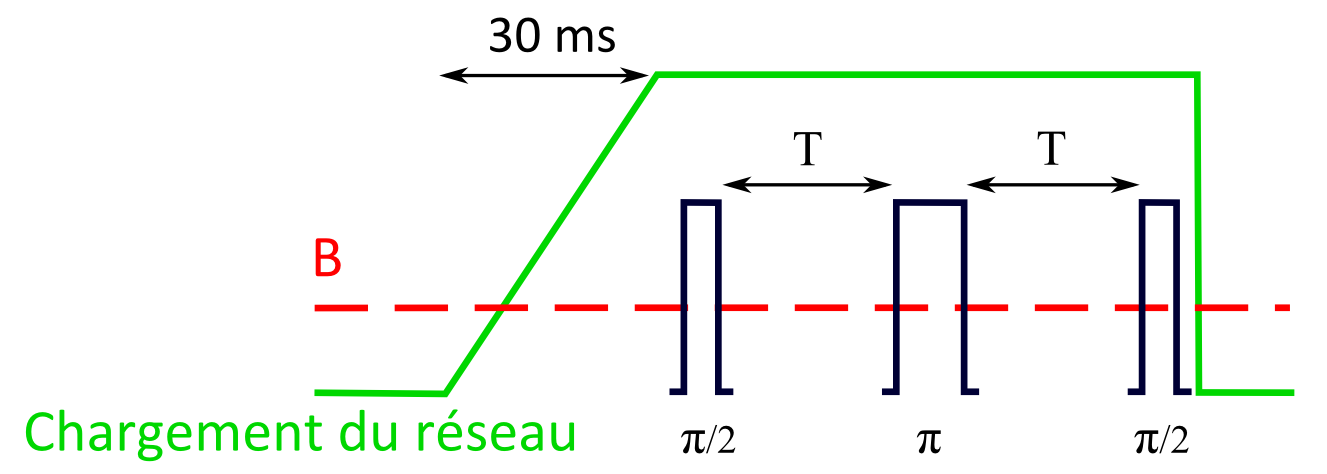 30 ms
T T
B
Chargement du réseau
π/2 π π/2